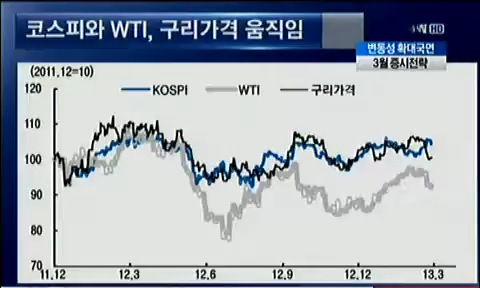 코스피와 WTI, 구리가격 움직임
HD
변동성 확대국면
3월 증시전략
(2011.12=10)
KOSPI
WTI
구리가격
120
110
100
90
80
70
11.12
12.3
12.6
12.9
12.12
13.3